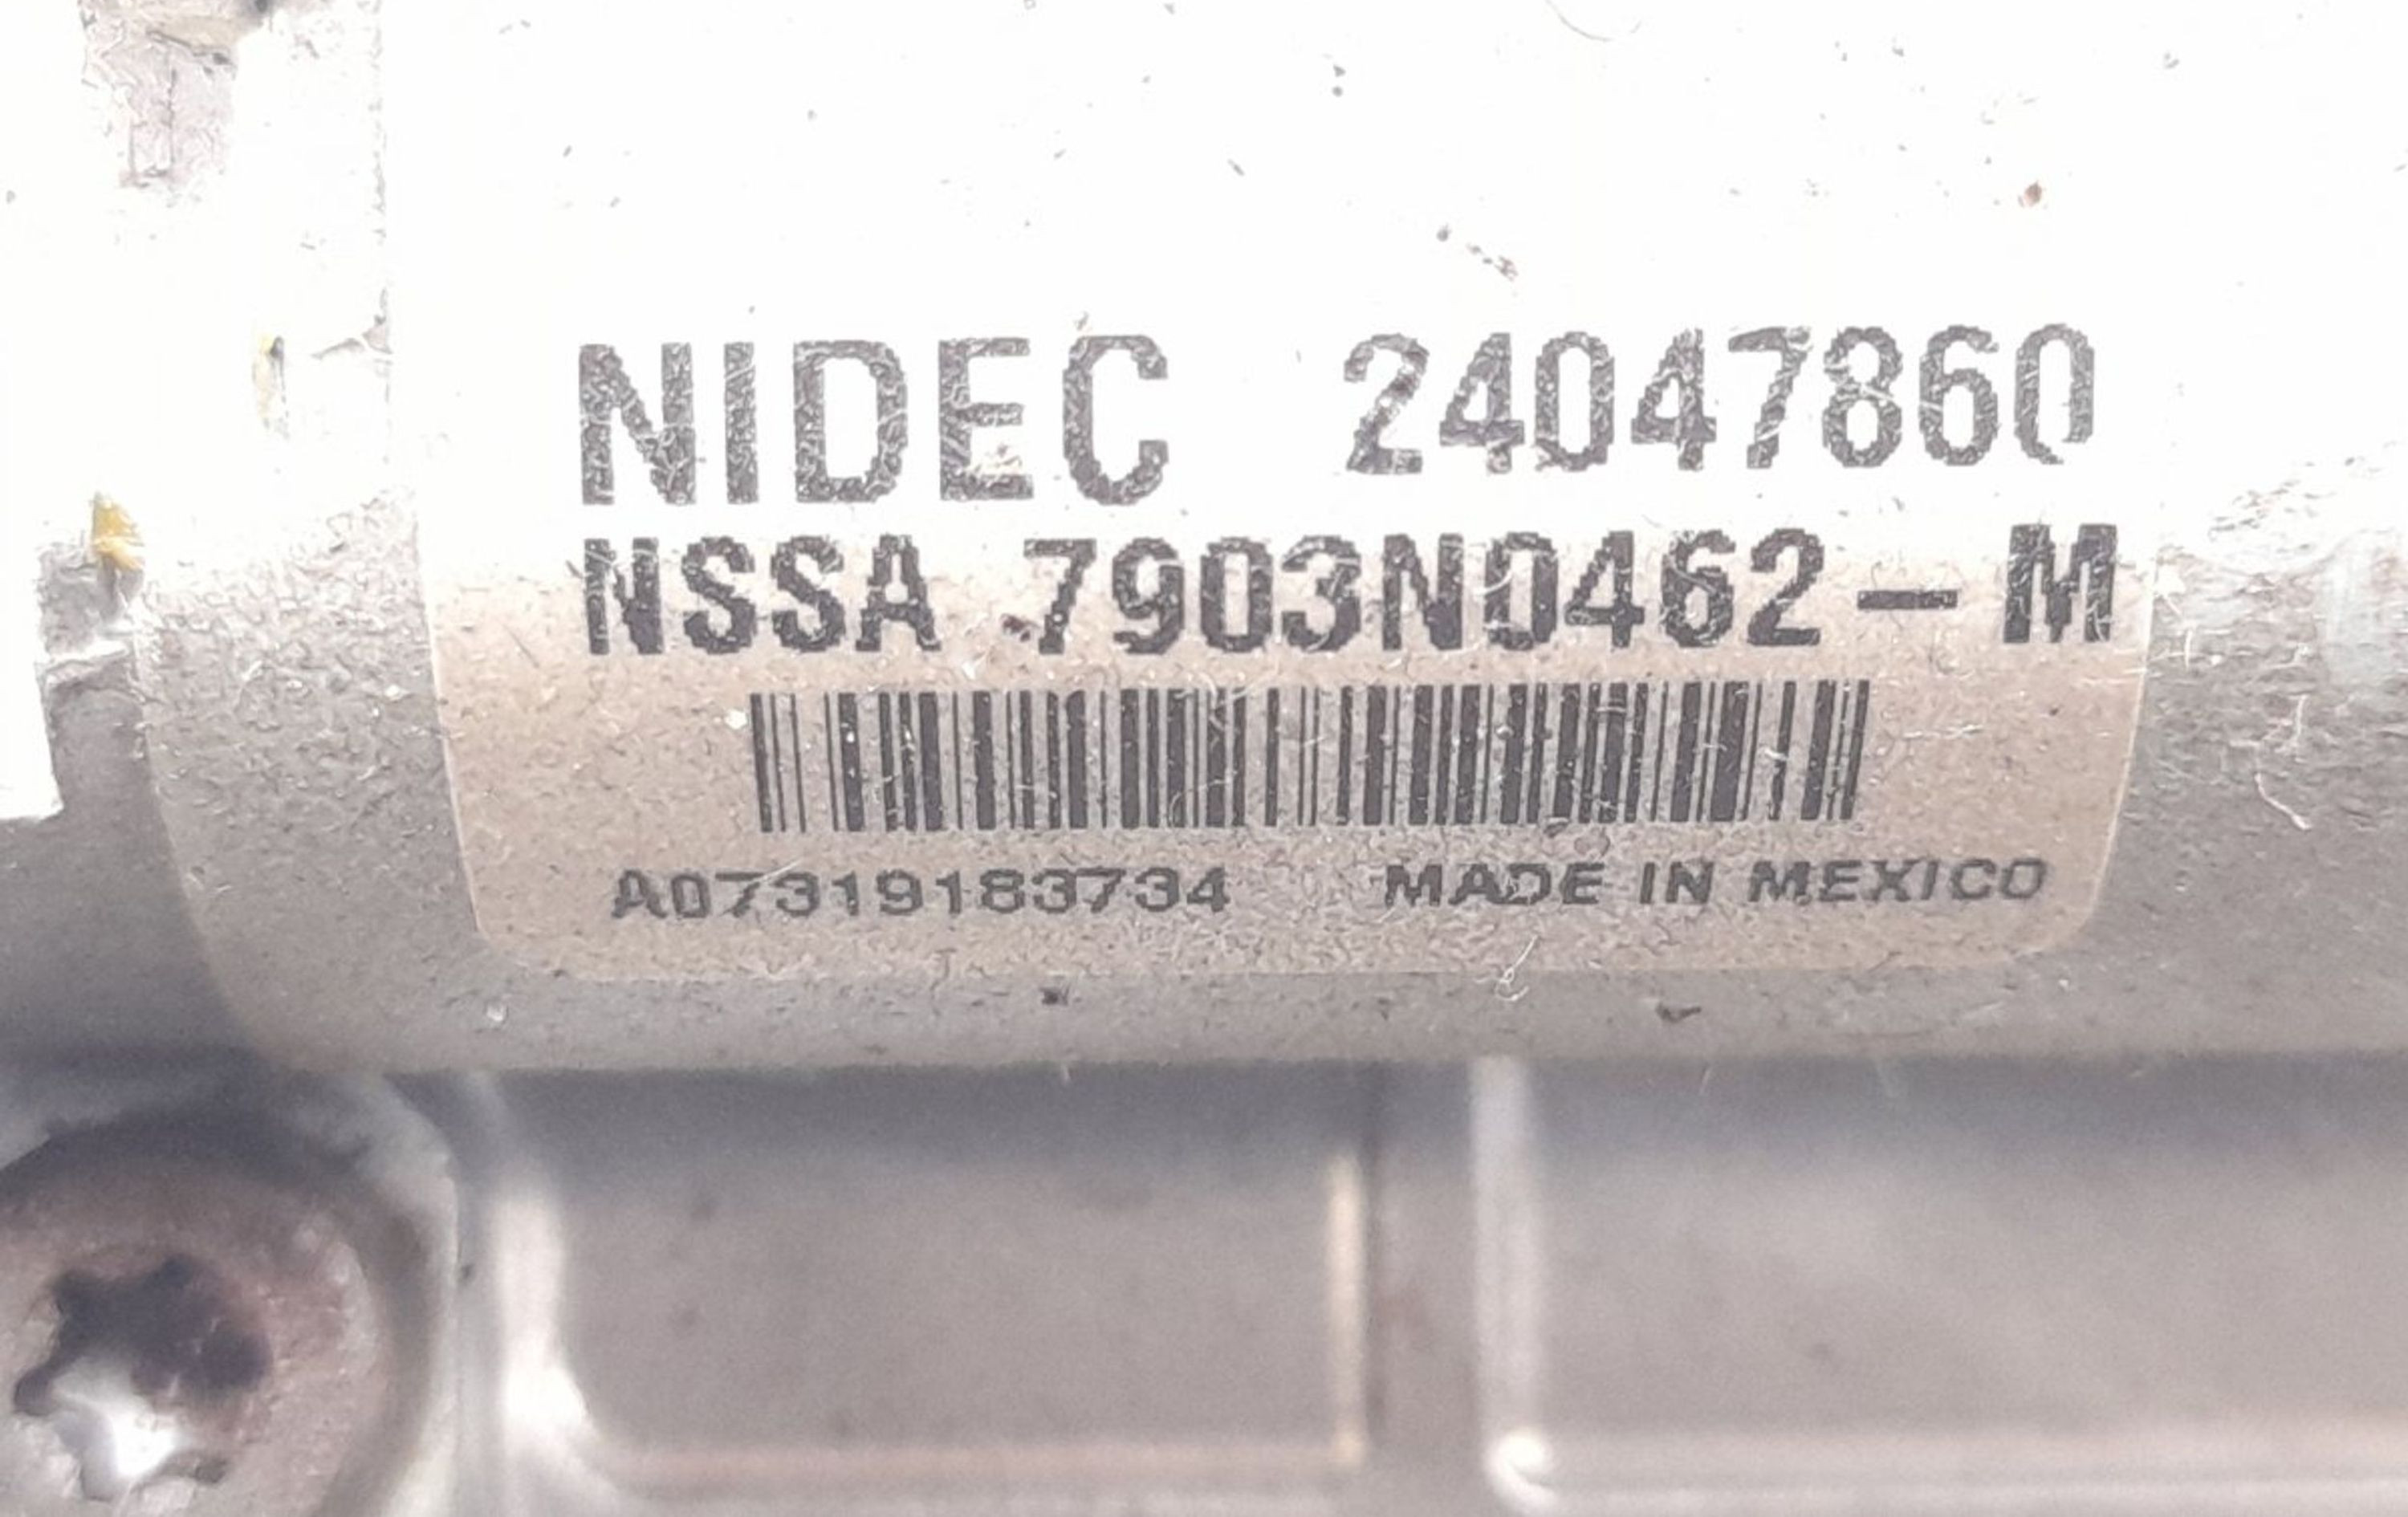 NIDEC 24047860
NSSA 7903N0462-M
A07319183734 MADE IN MEXICO